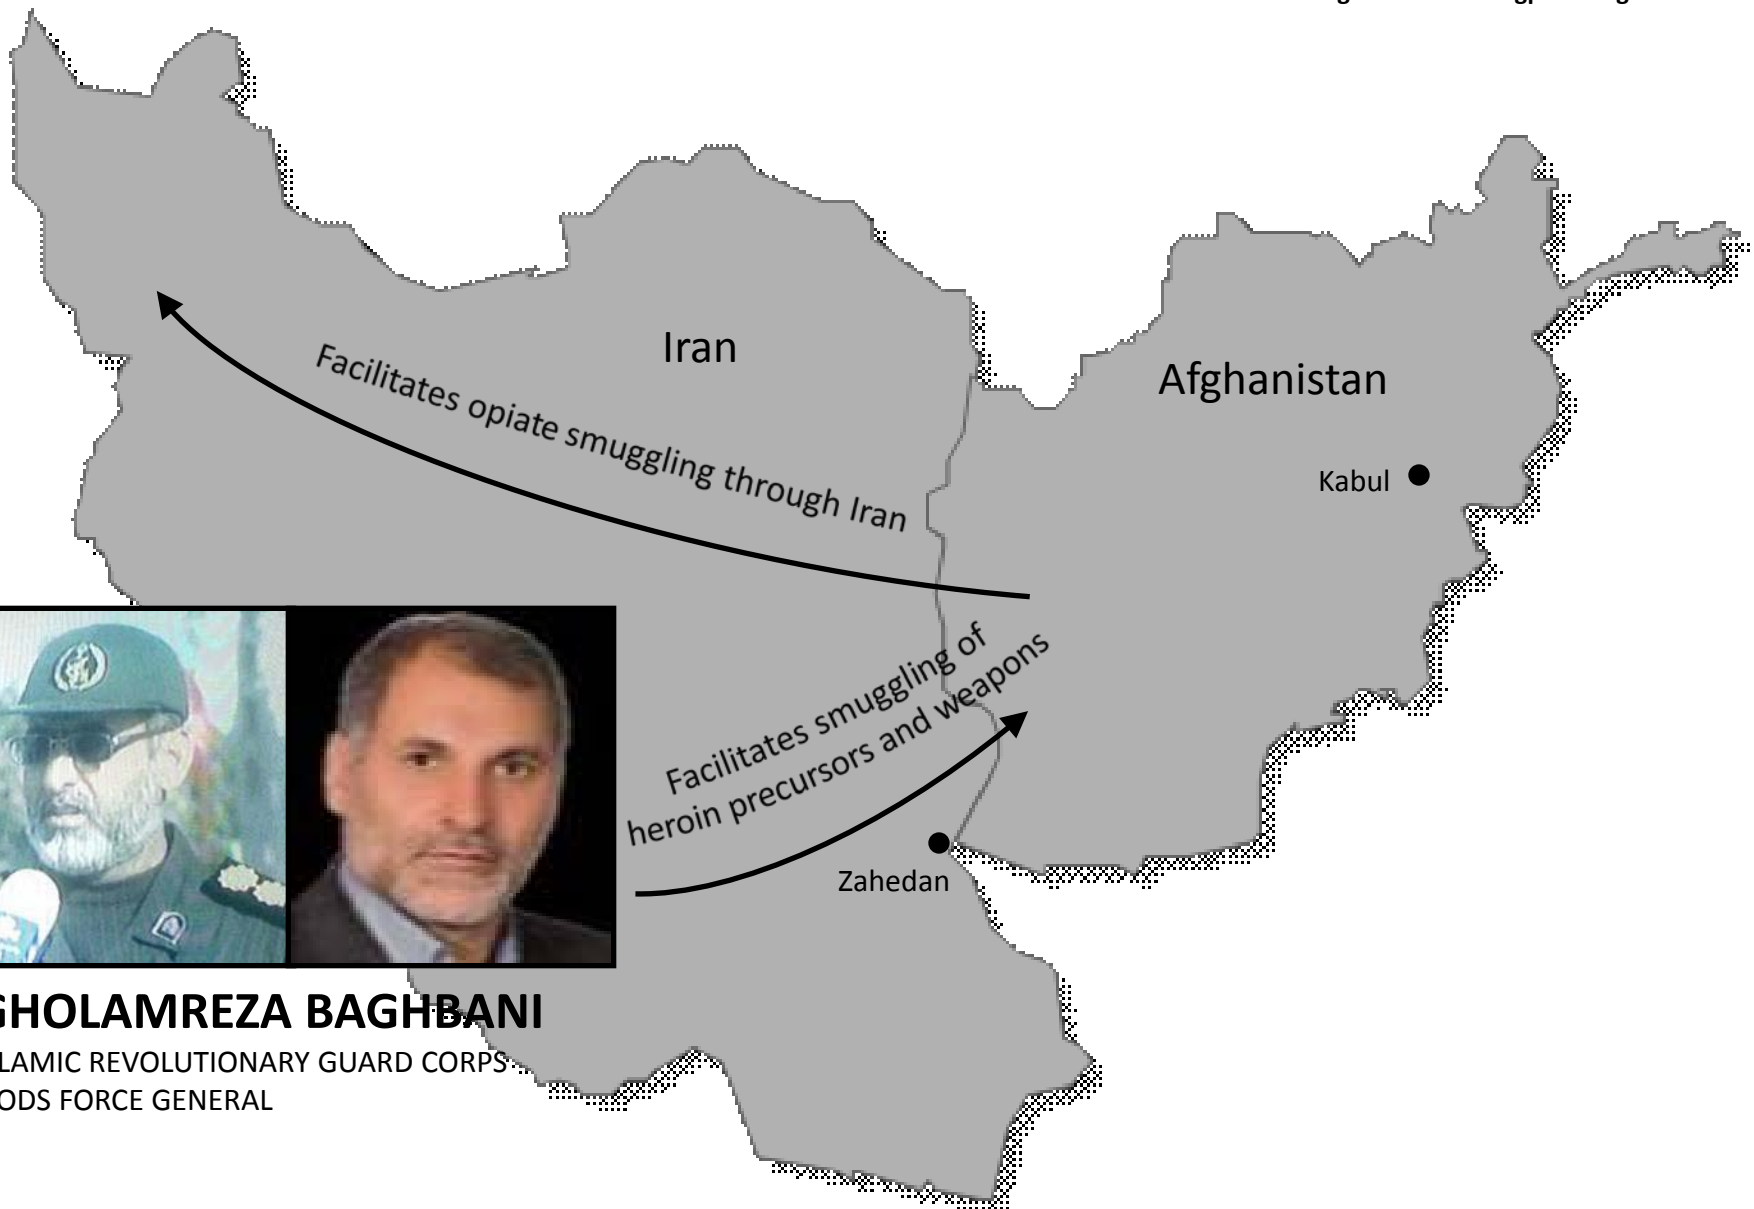 Iran
Afghanistan
Facilitates opiate smuggling through Iran
Kabul
Facilitates smuggling of
heroin precursors and weapons
Zahedan
GHOLAMREZA BAGHBANI
LAMIC REVOLUTIONARY GUARD CORPS
ODS FORCE GENERAL